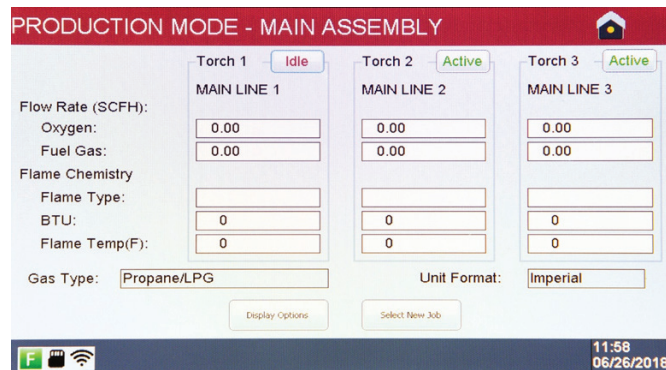 PRODUCTION MODE - MAIN ASSEMBLY
Torch 1 Idle Torch 2 Active Torch 3 Active
MAIN LINE 1 MAIN LINE 2 MAIN LINE 3
Flow Rate (SCFH):
Oxygen: 0.00 0.00 0.00
Fuel Gas: 0.00 0.00 0.00
Flame Chemistry
Flame Type:
BTU: 0 0 0
Flame Temp(F): 0 0 0
Gas Type: Propane/LPG Unit Format: Imperial
Display Options Select New Job
F 11:58
06/26/2018